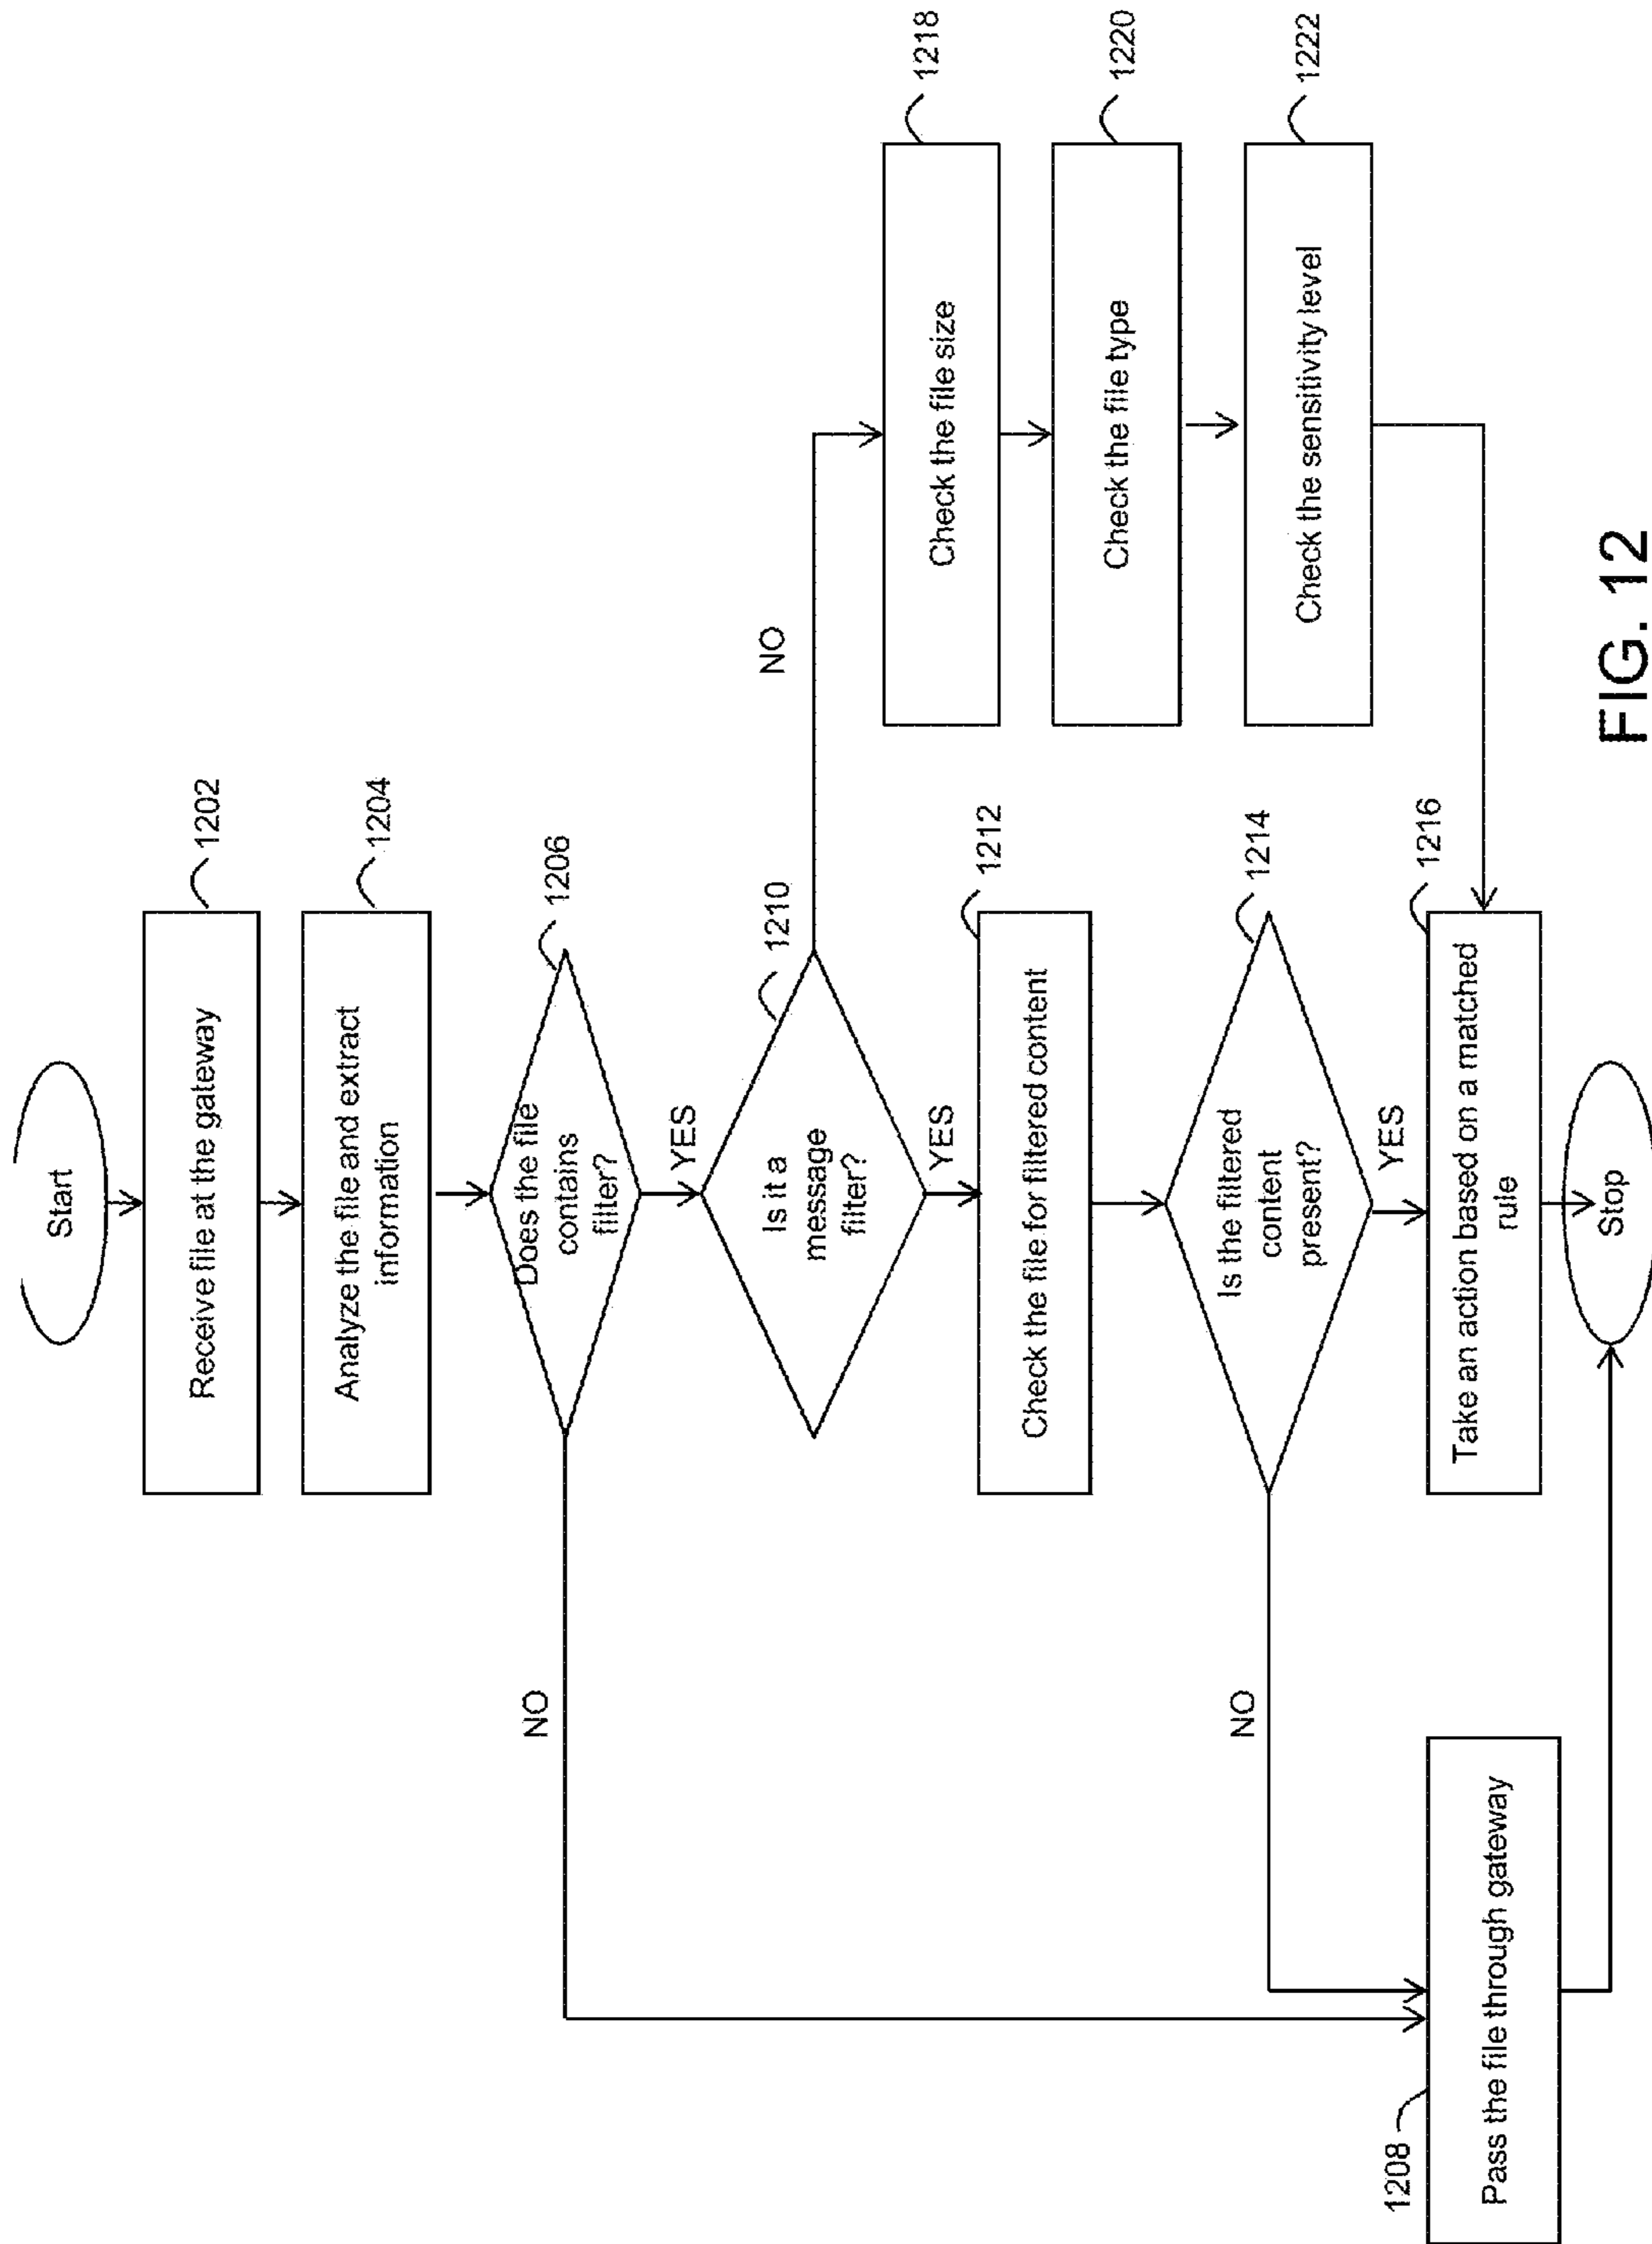 Start
Receive file at the gateway
1202
Analyze the file and extract
information
1204
Does the file
contains
filter?
1206
NO
YES
Is it a
message
filter?
1210
NO
YES
Check the file for filtered content
1212
Is the filtered
content
present?
1214
NO
YES
Take an action based on a matched
rule
1216
Check the file size
1218
Check the file type
1220
Check the sensitivity level
1222
Pass the file through gateway
1208
Stop
FIG. 12